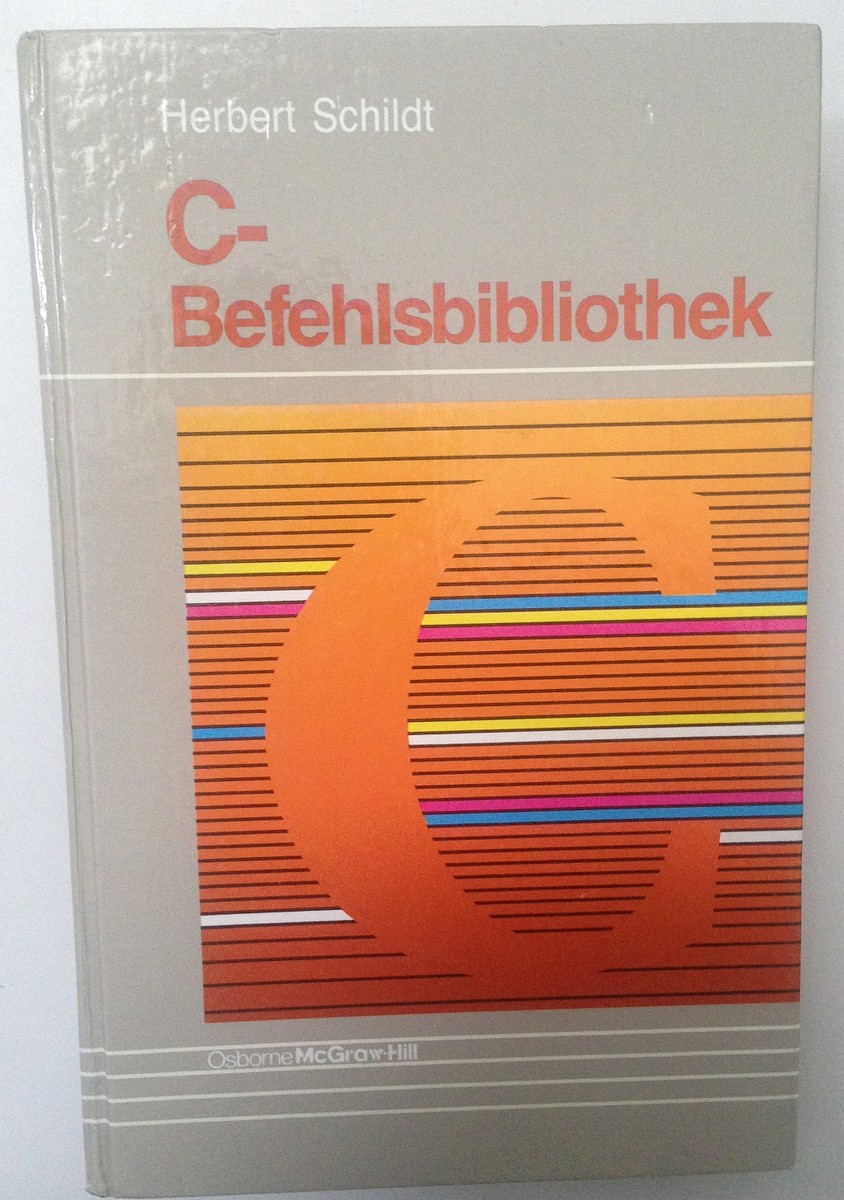 Herbert Schildt
C-
Befehlsbibliothek
Osborne McGraw-Hill